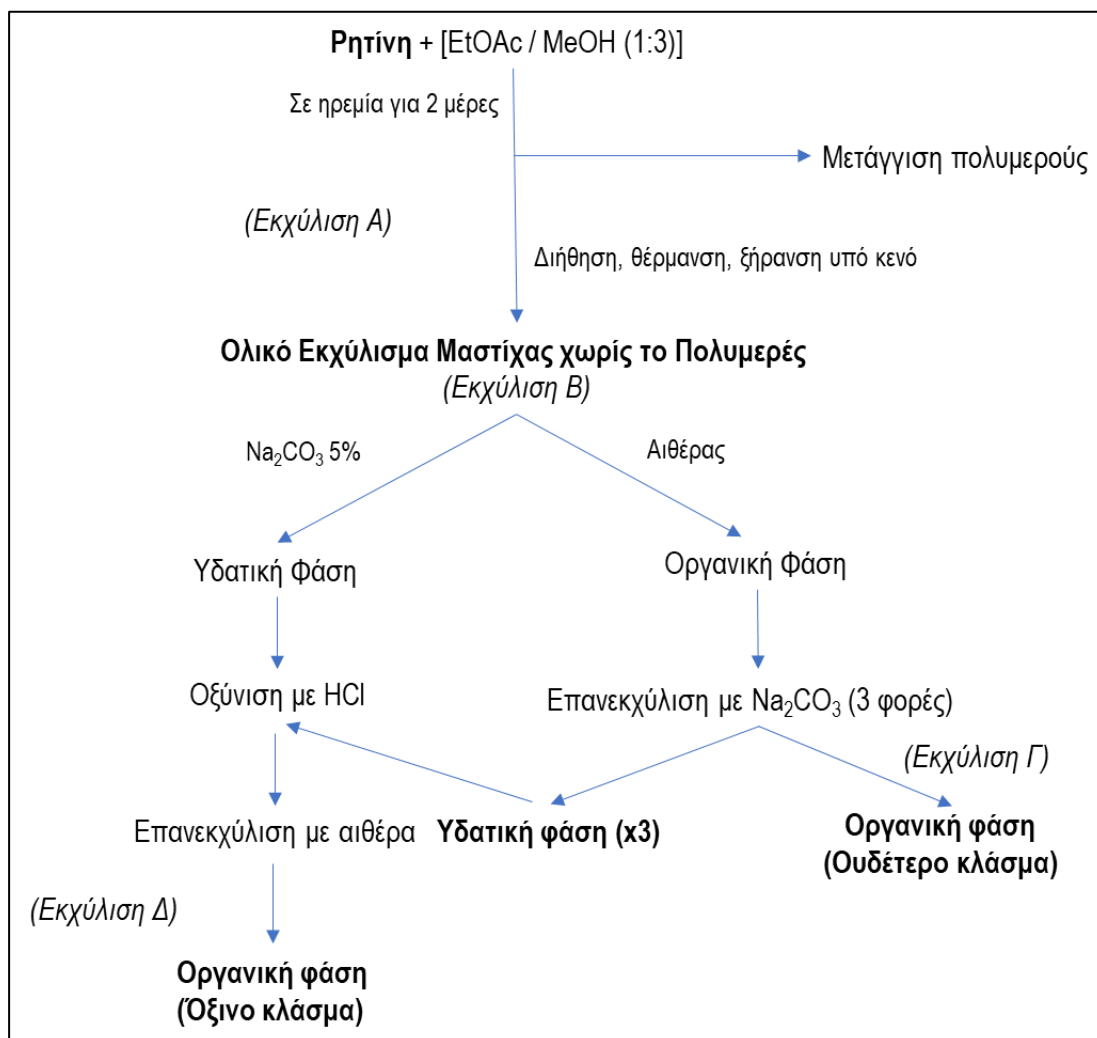 Ρητίνη + [EtOAc / MeOH (1:3)]
Σε ηρεμία για 2 μέρες
Μετάγγιση πολυμερούς
(Εκχύλιση Α)
Διήθηση, θέρμανση, ξήρανση υπό κενό
Ολικό Εκχύλισμα Μαστίχας χωρίς το Πολυμερές
(Εκχύλιση Β)
Na₂CO₃ 5%
Αιθέρας
Υδατική Φάση
Οργανική Φάση
Οξύνιση με HCl
Επανεκχύλιση με Na₂CO₃ (3 φορές)
(Εκχύλιση Γ)
Επανεκχύλιση με αιθέρα
Υδατική φάση (x3)
Οργανική φάση
(Ουδέτερο κλάσμα)
(Εκχύλιση Δ)
Οργανική φάση
(Όξινο κλάσμα)